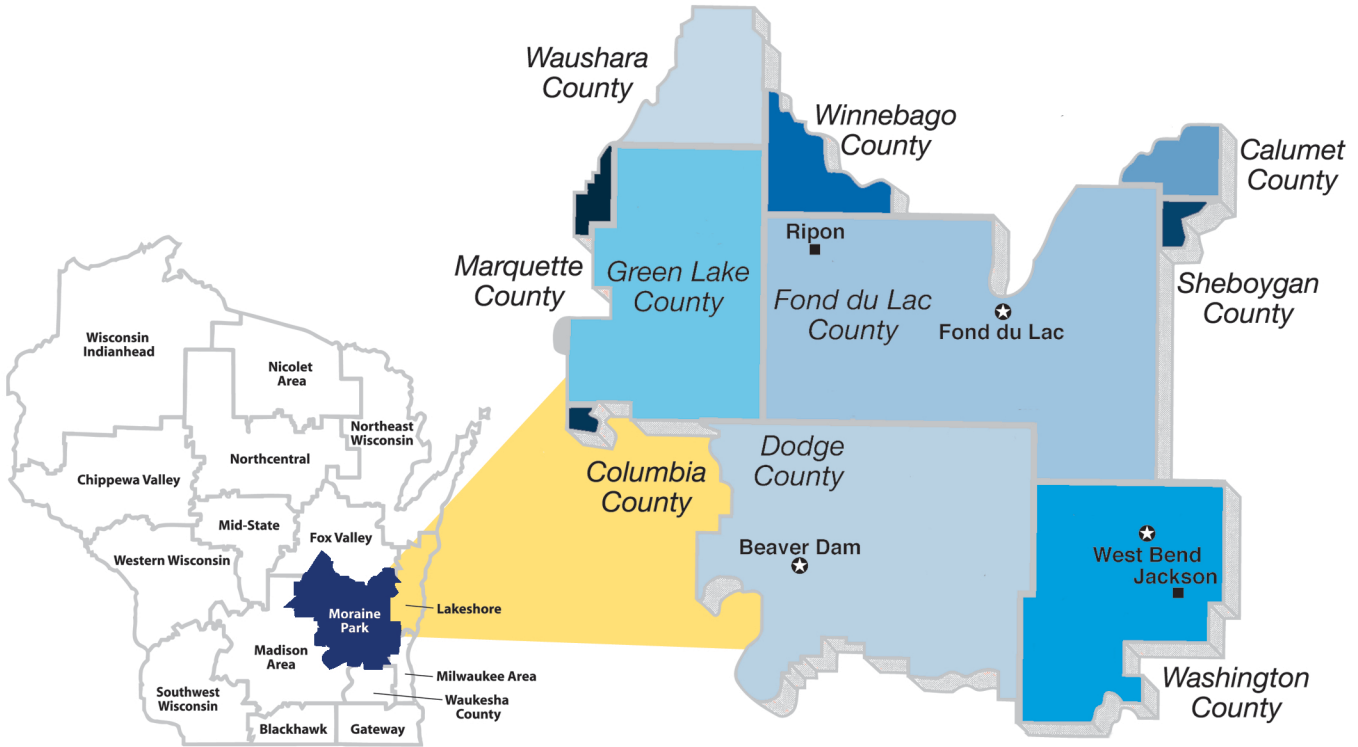 Waushara
County
Winnebago
County
Calumet
County
Ripon
Marquette
County
Green Lake
County
Fond du Lac
County
Fond du Lac
Sheboygan
County
Dodge
County
Columbia
County
Beaver Dam
West Bend
Jackson
Washington
County
Wisconsin
Indianhead
Nicolet
Area
Northeast
Wisconsin
Northcentral
Chippewa Valley
Mid-State
Fox Valley
Western Wisconsin
Moraine
Park
Lakeshore
Madison
Area
Milwaukee Area
Southwest
Wisconsin
Waukesha
County
Blackhawk
Gateway